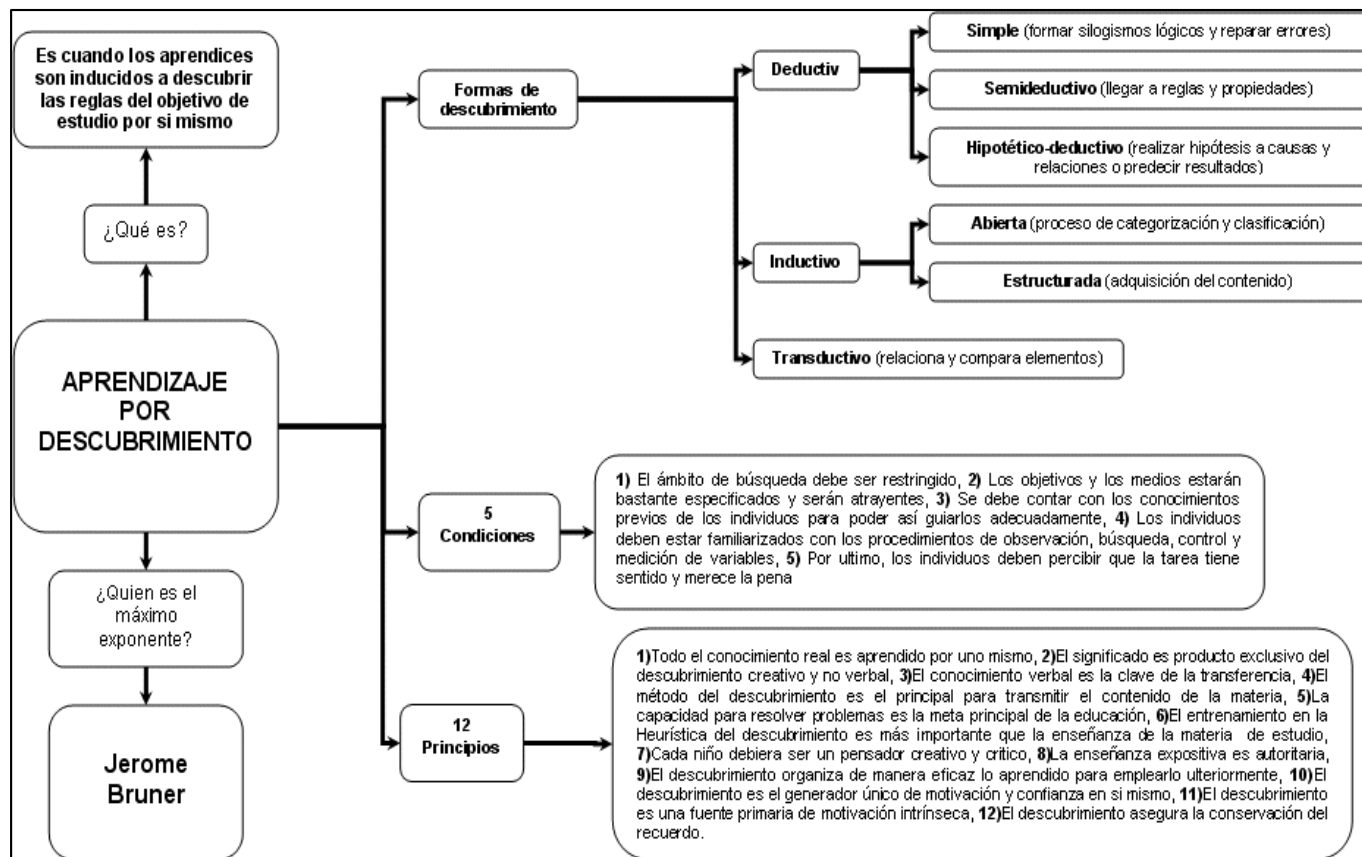 Es cuando los aprendices
son inducidos a descubrir
las reglas del objetivo de
estudio por si mismo
¿Qué es?
APRENDIZAJE
POR
DESCUBRIMIENTO
¿Quien es el
máximo
exponente?
Jerome
Bruner
Formas de
descubrimiento
Deductiv
Simple (formar silogismos lógicos y reparar errores)
Semideductivo (llegar a reglas y propiedades)
Hipotético-deductivo (realizar hipótesis a causas y
relaciones o predecir resultados)
Inductivo
Abierta (proceso de categorización y clasificación)
Estructurada (adquisición del contenido)
Transductivo (relaciona y compara elementos)
5
Condiciones
1) El ámbito de búsqueda debe ser restringido, 2) Los objetivos y los medios estarán
bastante especificados y serán atrayentes, 3) Se debe contar con los conocimientos
previos de los individuos para poder así guiarlos adecuadamente, 4) Los individuos
deben estar familiarizados con los procedimientos de observación, búsqueda, control y
medición de variables, 5) Por ultimo, los individuos deben percibir que la tarea tiene
sentido y merece la pena
12
Principios
1)Todo el conocimiento real es aprendido por uno mismo, 2)El significado es producto exclusivo del
descubrimiento creativo y no verbal, 3)El conocimiento verbal es la clave de la transferencia, 4)El
método del descubrimiento es el principal para transmitir el contenido de la materia, 5)La
capacidad para resolver problemas es la meta principal de la educación, 6)El entrenamiento en la
Heurística del descubrimiento es más importante que la enseñanza de la materia de estudio,
7)Cada niño debiera ser un pensador creativo y critico, 8)La enseñanza expositiva es autoritaria,
9)El descubrimiento organiza de manera eficaz lo aprendido para emplearlo ulteriormente, 10)El
descubrimiento es el generador único de motivación y confianza en si mismo, 11)El descubrimiento
es una fuente primaria de motivación intrínseca, 12)El descubrimiento asegura la conservación del
recuerdo.